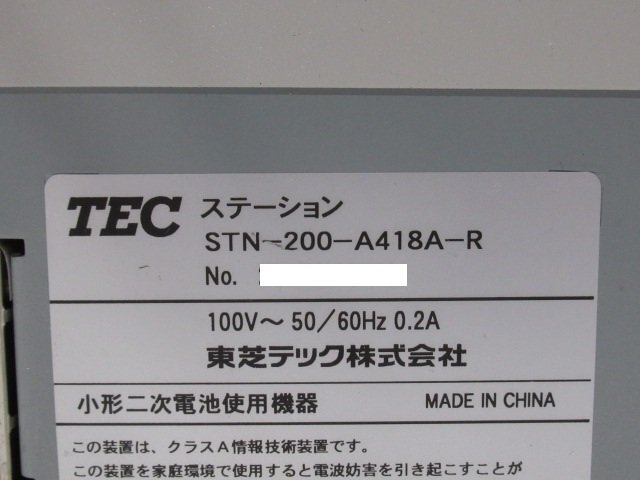 TEC ステーション
STN-200-A418A-R
No.
100V～ 50/60Hz 0.2A
東芝テック株式会社
小形二次電池使用機器 MADE IN CHINA
この装置は、クラスA情報技術装置です。
この装置を家庭環境で使用すると電波妨害を引き起こすことが